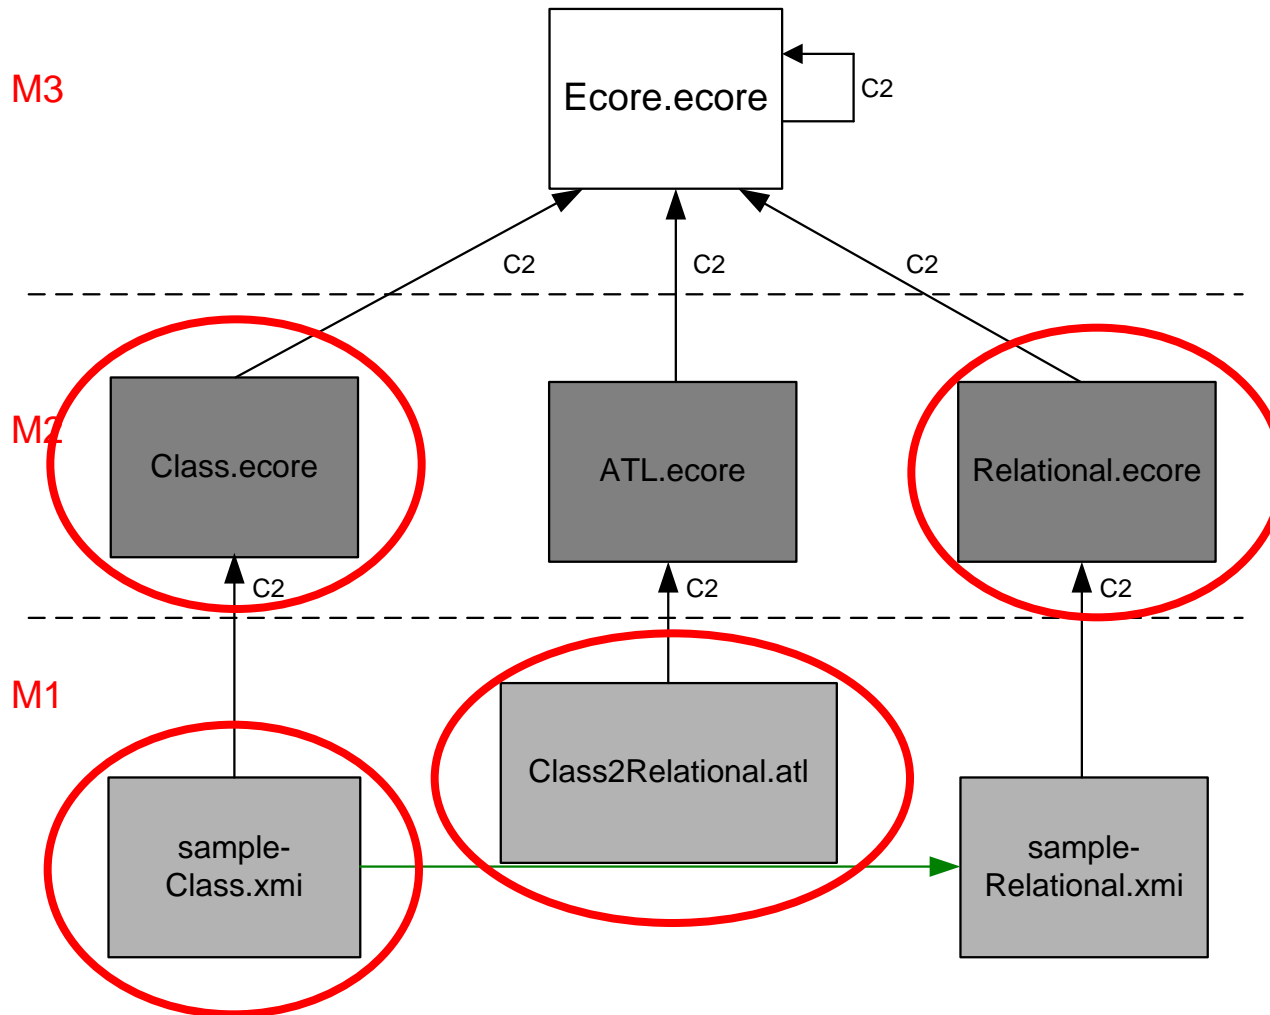 M3
Ecore.ecore
C2
C2
C2
C2
M2
Class.ecore
ATL.ecore
Relational.ecore
C2
C2
C2
M1
Class2Relational.atl
sample-
Class.xmi
sample-
Relational.xmi